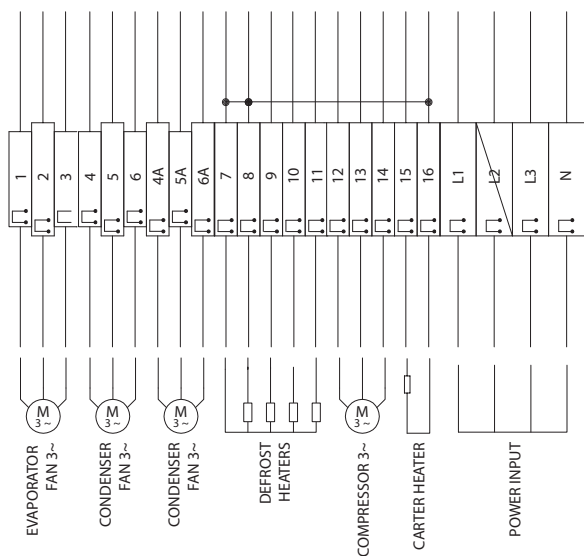 1
2
3
4
5
6
4A
5A
6A
7
8
9
10
11
12
13
14
15
16
L1
L2
L3
N
M
3~
M
3~
M
3~
M
3~
EVAPORATOR
FAN 3~
CONDENSER
FAN 3~
CONDENSER
FAN 3~
DEFROST
HEATERS
COMPRESSOR 3~
CARTER HEATER
POWER INPUT